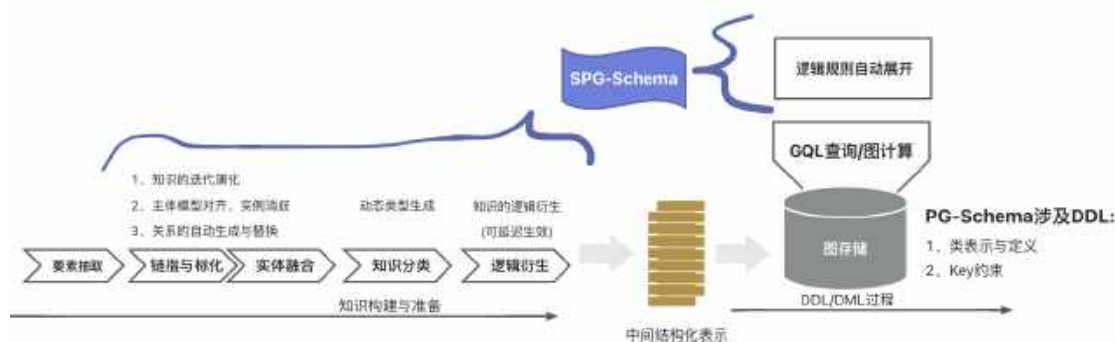 SPG-Schema
逻辑规则自动展开
GQL查询/图计算
1、知识的迭代演化
2、主体模型对齐、实例消歧
3、关系的自动生成与替换
动态类型生成
知识的逻辑衍生
(可延迟生效)
要素抽取
链指与标化
实体融合
知识分类
逻辑衍生
图存储
PG-Schema涉及DDL:
1、类表示与定义
2、Key约束
知识构建与准备
中间结构化表示
DDL/DML过程